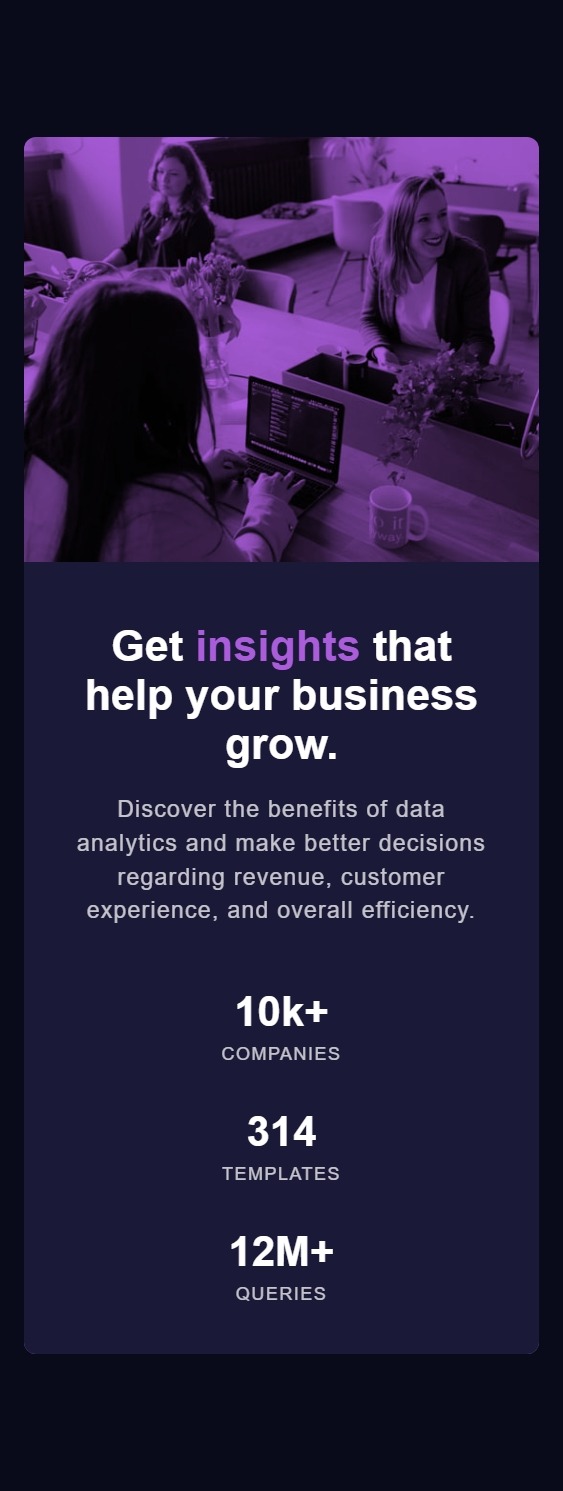 Get insights that
help your business
grow.
Discover the benefits of data
analytics and make better decisions
regarding revenue, customer
experience, and overall efficiency.
10k+
COMPANIES
314
TEMPLATES
12M+
QUERIES